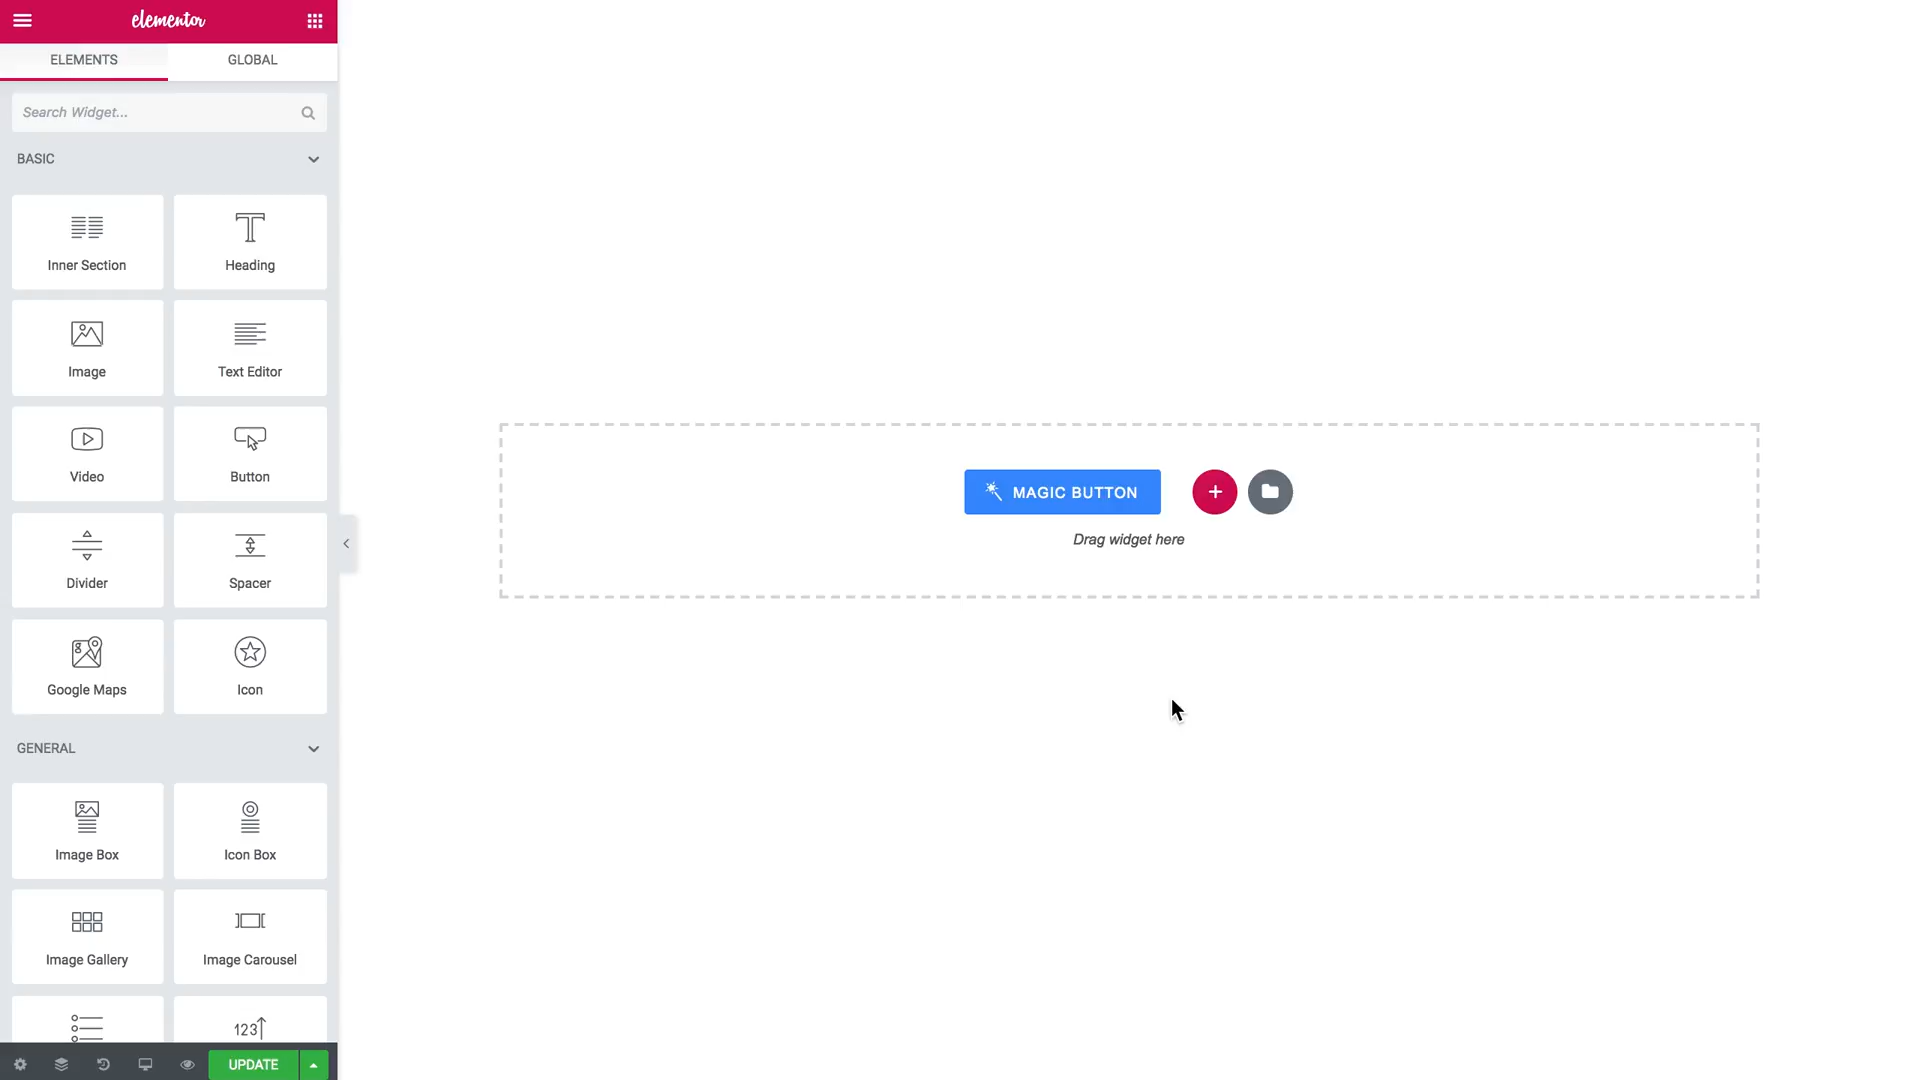 elementor
ELEMENTS GLOBAL
Search Widget...
BASIC
Inner Section Heading
Image Text Editor
Video Button
Divider Spacer
Google Maps Icon
GENERAL
Image Box Icon Box
Image Gallery Image Carousel
123
UPDATE
MAGIC BUTTON
Drag widget here